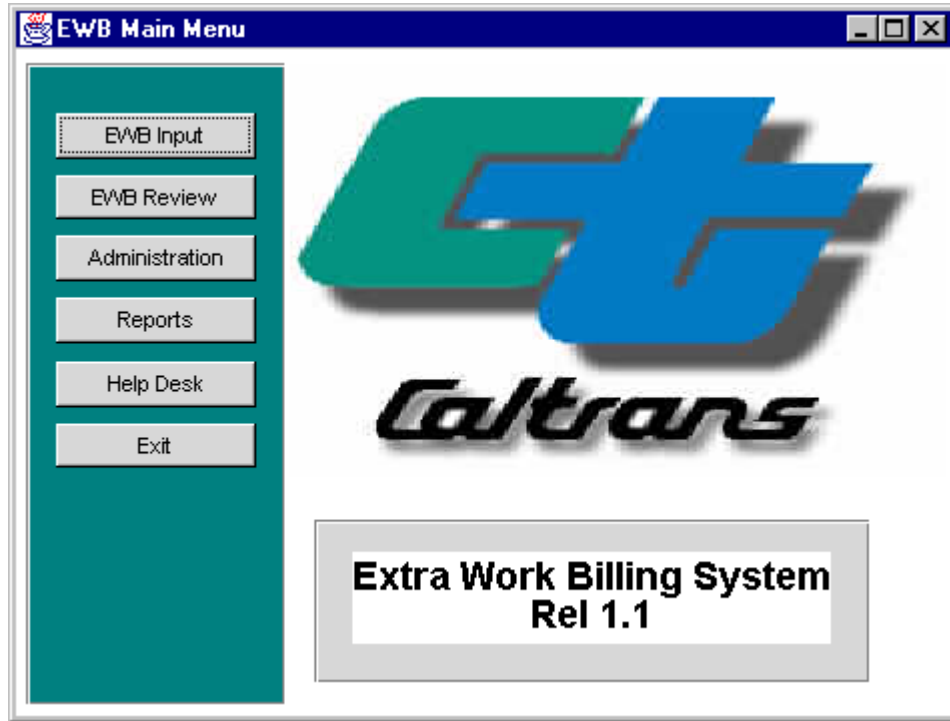 EWB Main Menu
EWB Input
EWB Review
Administration
Reports
Help Desk
Exit
Ct
Caltrans
Extra Work Billing System
Rel 1.1